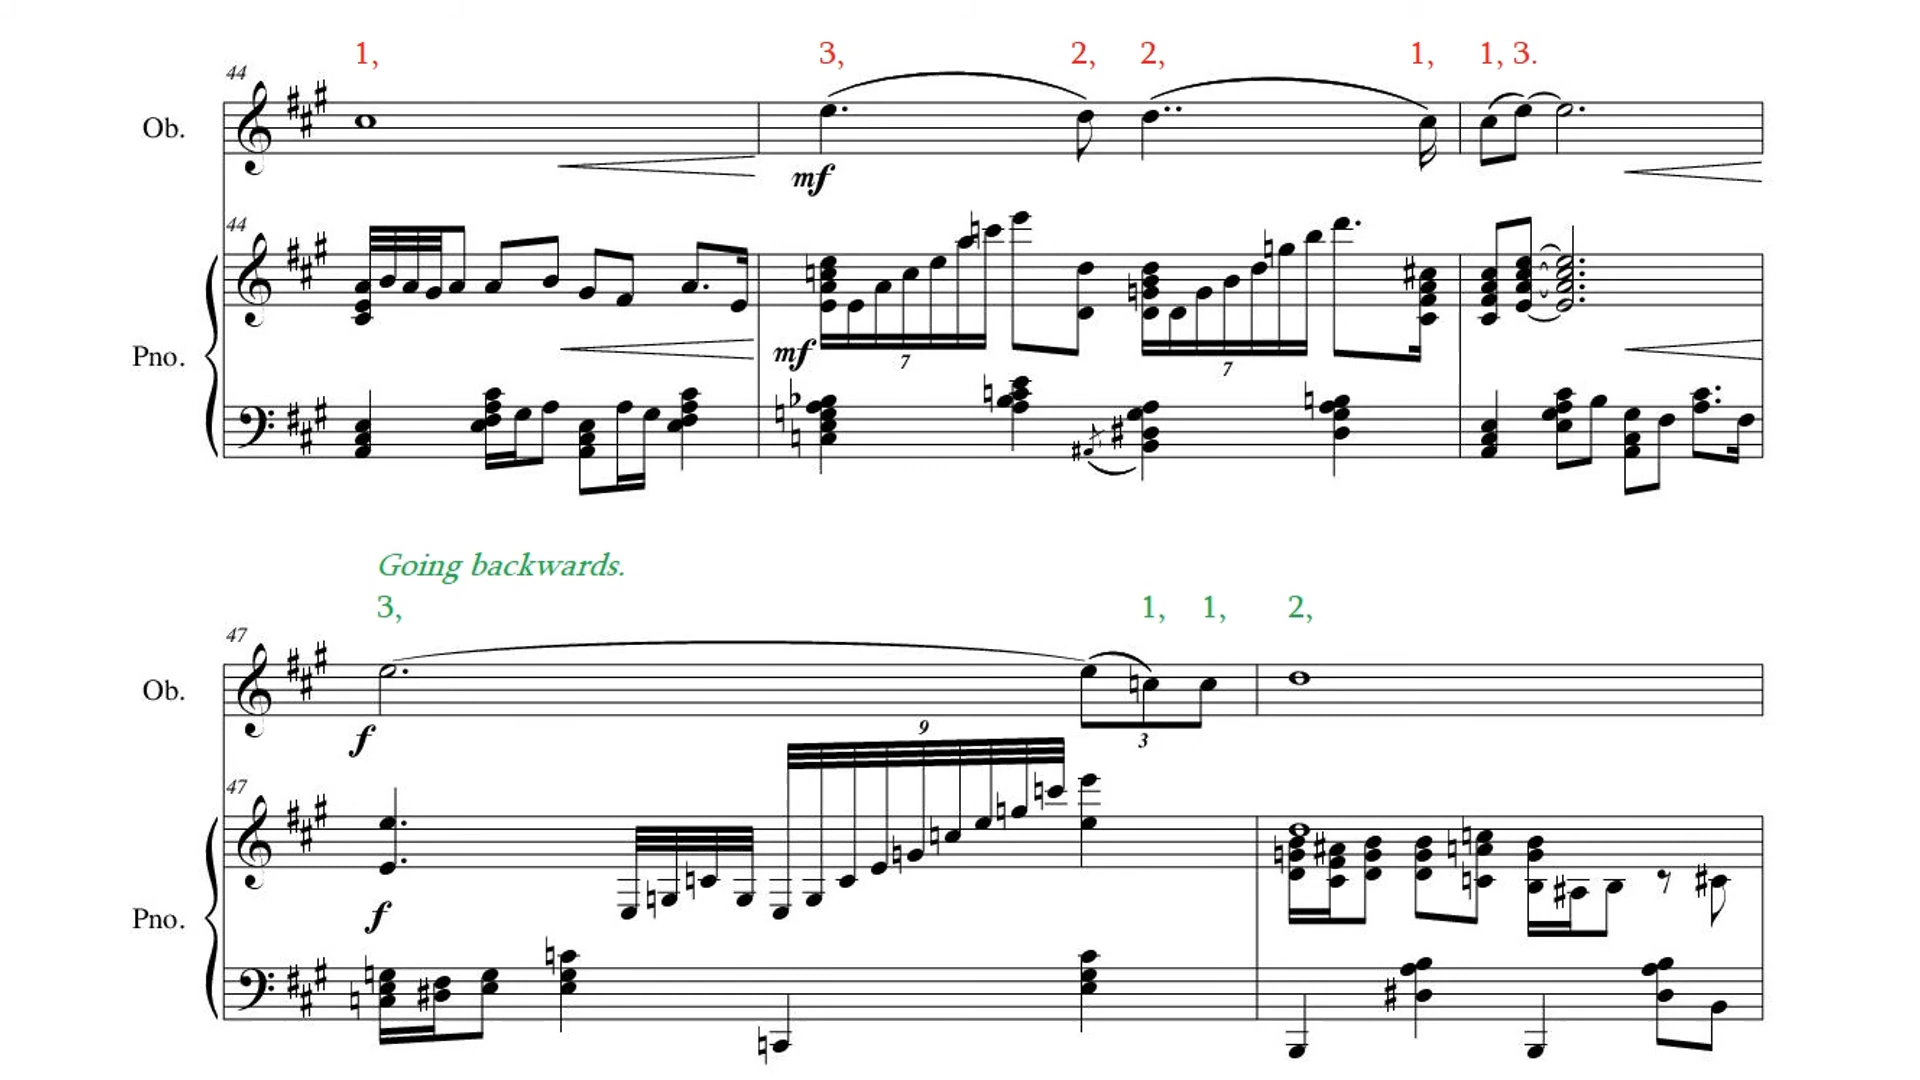 1, 3, 2, 2, 1, 1, 3.
44
Ob.
mf
44
Pno.
mf 7 7
Going backwards.
3, 1, 1, 2,
47
Ob.
f 9 3
47
Pno.
f